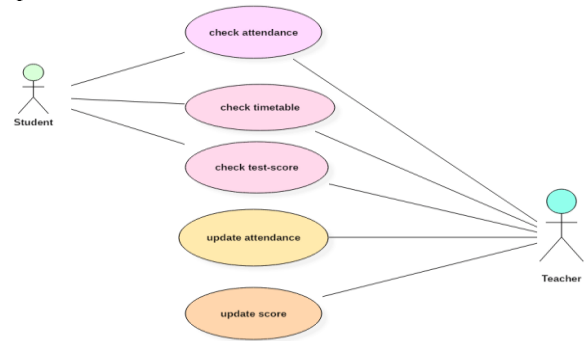 check attendance
Student
check timetable
check test-score
update attendance
Teacher
update score